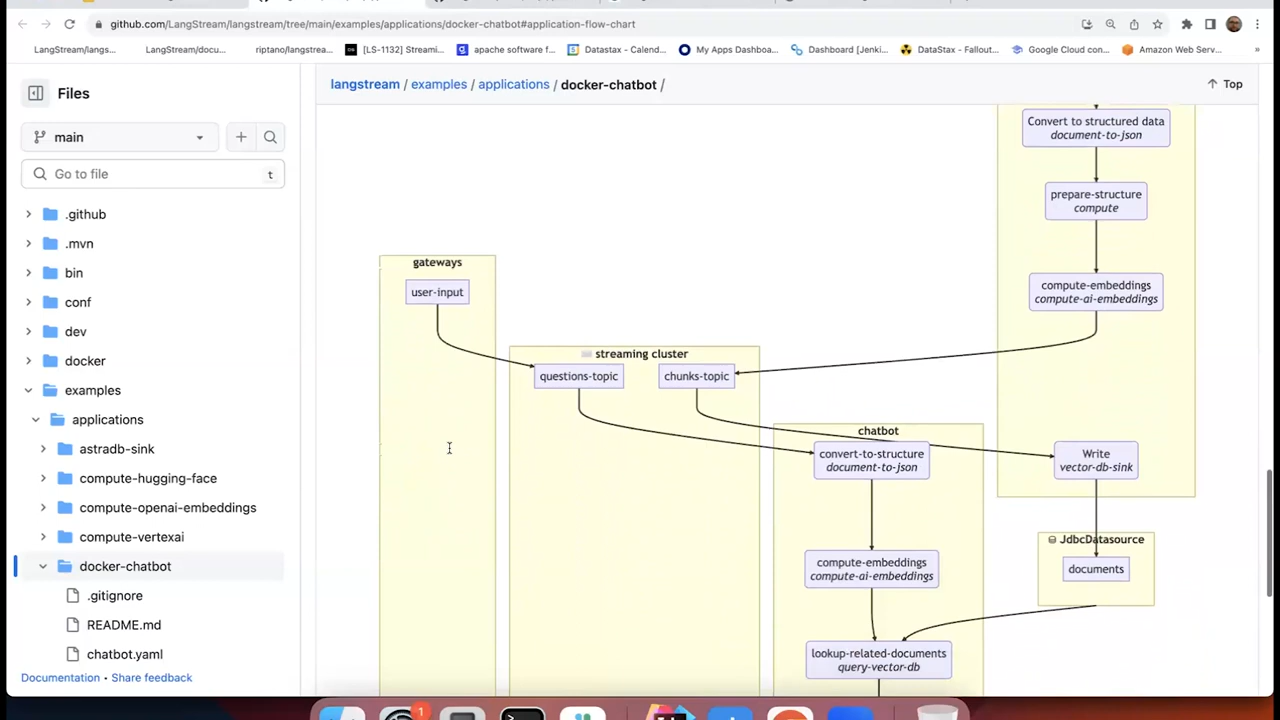 github.com/LangStream/langstream/tree/main/examples/applications/docker-chatbot#application-flow-chart
LangStream/langs...
LangStream/docu...
riptano/langstrea...
[LS-1132] Streami...
apache software f...
Datastax - Calend...
My Apps Dashboa...
Dashboard [Jenki...
DataStax - Fallout...
Google Cloud con...
Amazon Web Serv...
»
Files
langstream / examples / applications / docker-chatbot /
Top
main
Go to file
t
.github
.mvn
bin
conf
dev
docker
examples
applications
astradb-sink
compute-hugging-face
compute-openai-embeddings
compute-vertexai
docker-chatbot
.gitignore
README.md
chatbot.yaml
Documentation • Share feedback
Convert to structured data
document-to-json
prepare-structure
compute
compute-embeddings
compute-ai-embeddings
gateways
user-input
streaming cluster
questions-topic
chunks-topic
chatbot
convert-to-structure
document-to-json
Write
vector-db-sink
JdbcDatasource
documents
compute-embeddings
compute-ai-embeddings
lookup-related-documents
query-vector-db
1